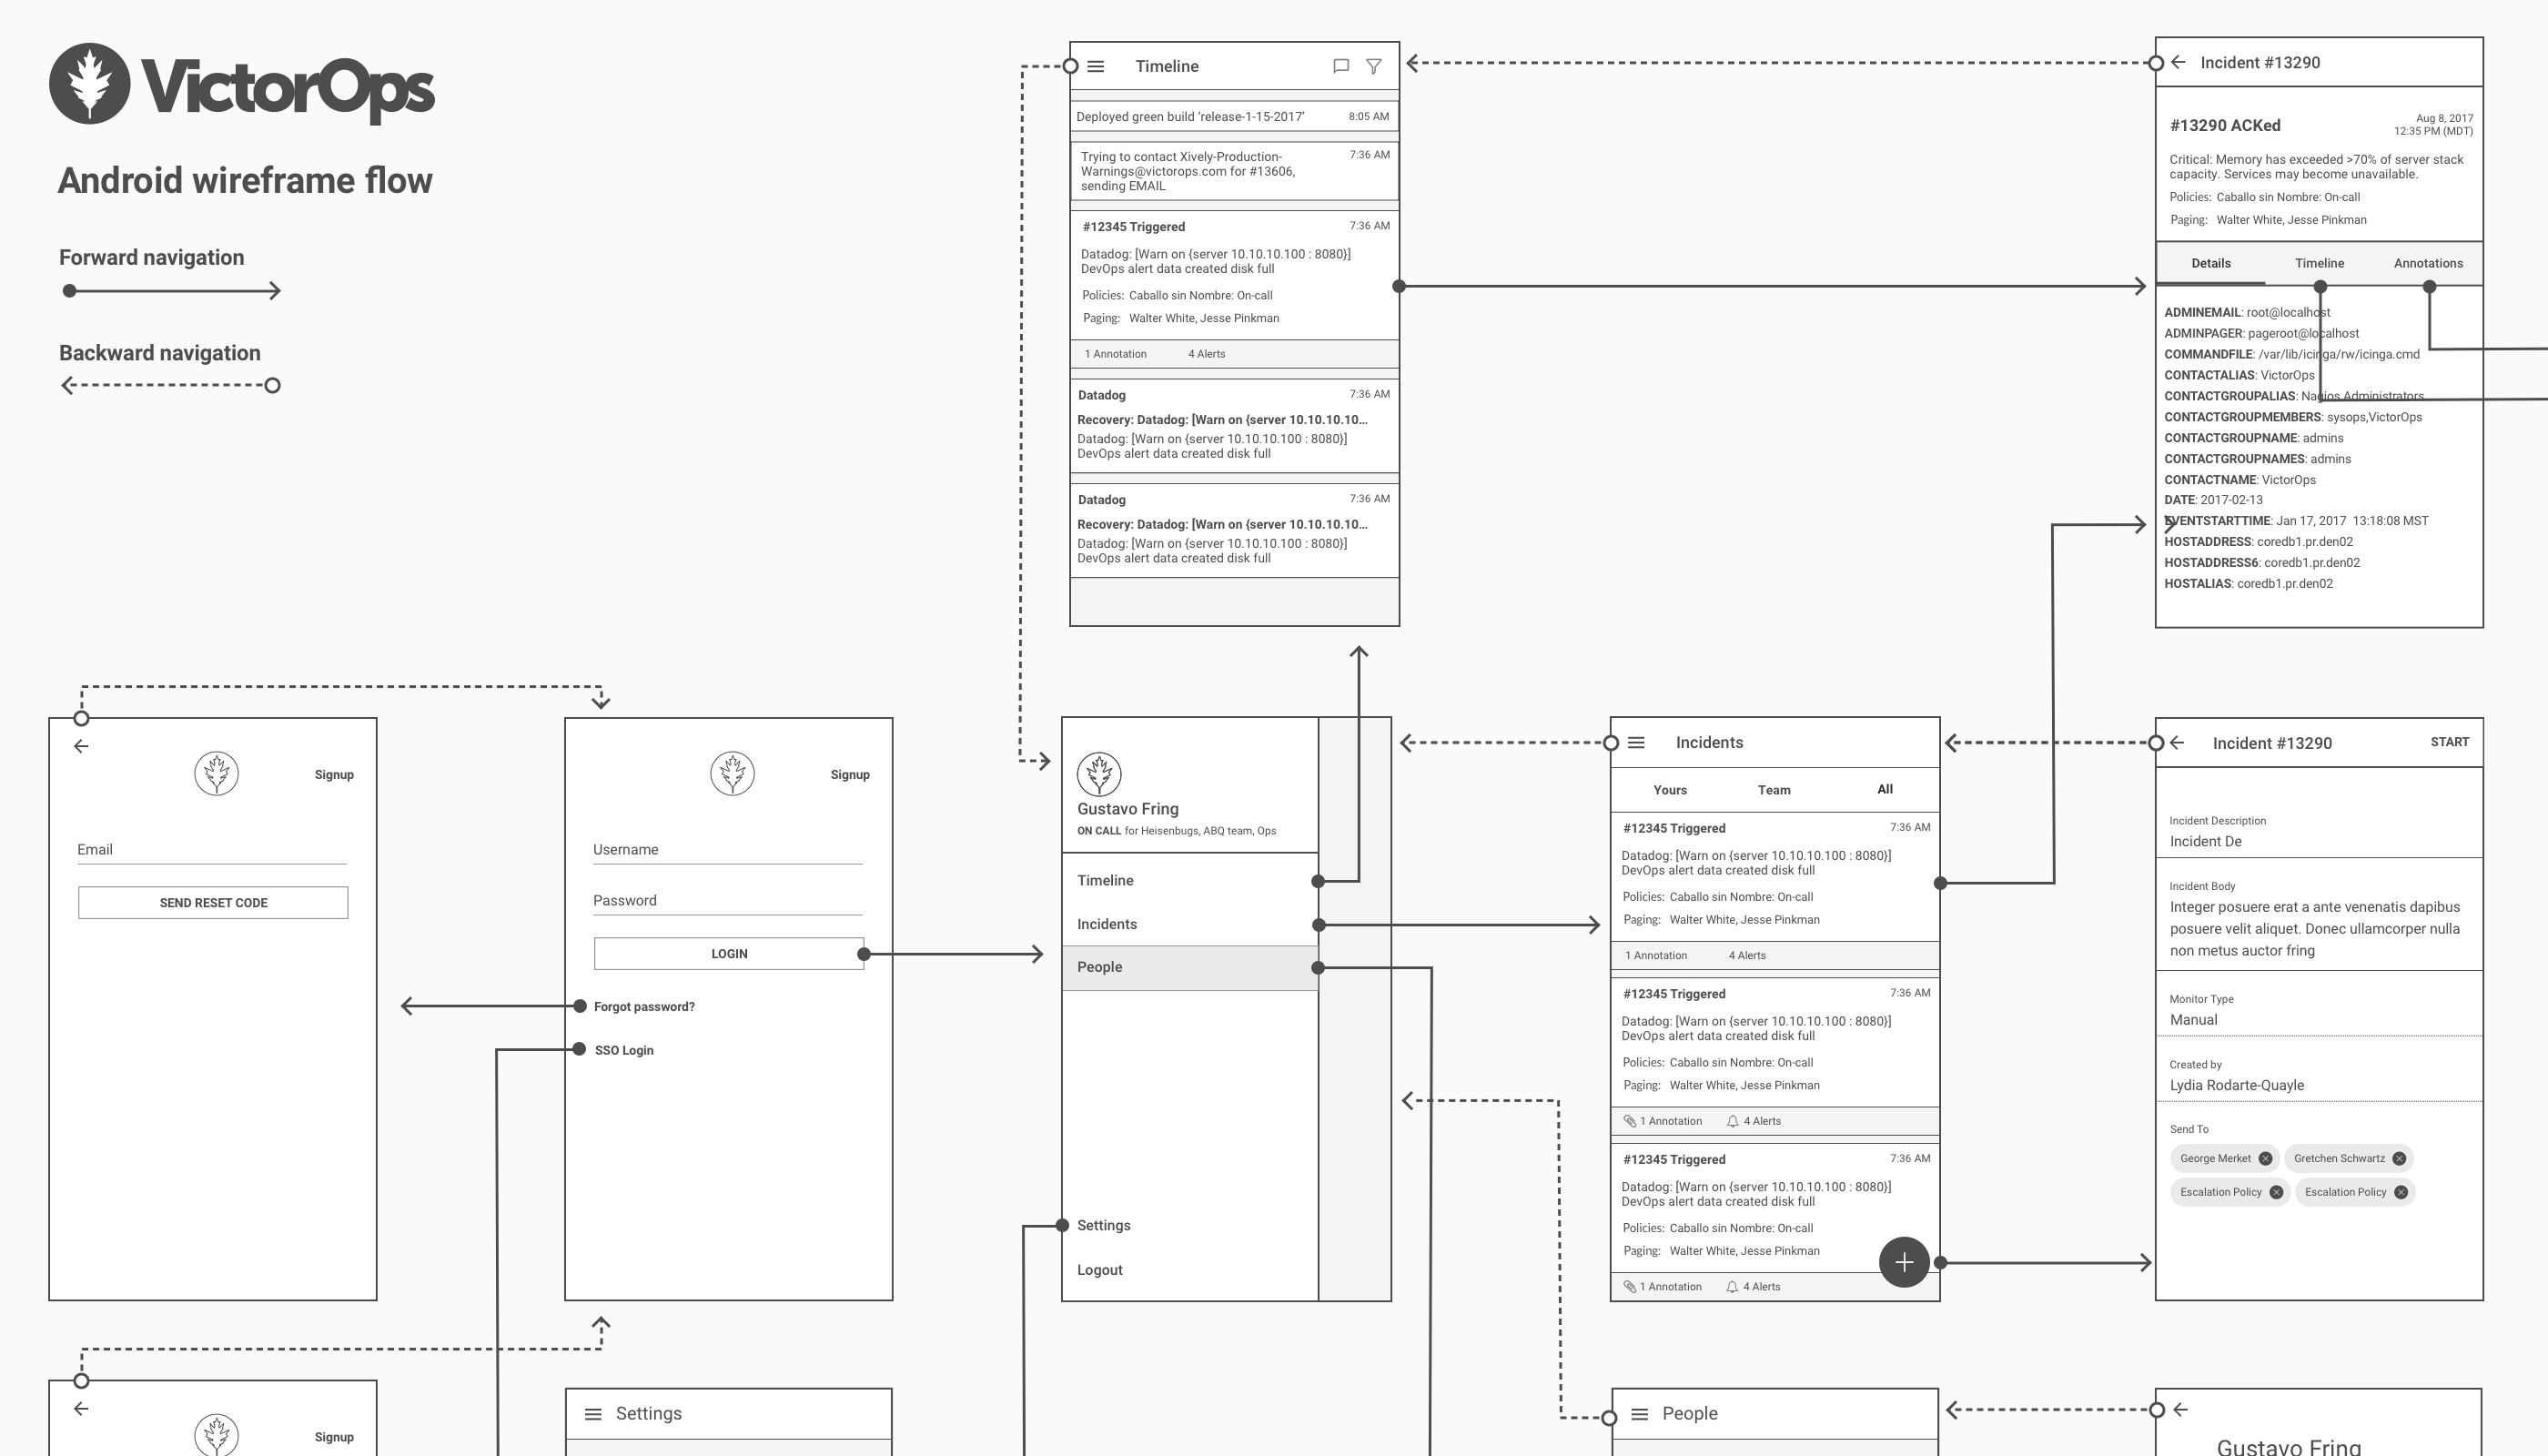 VictorOps
Android wireframe flow
Forward navigation
Backward navigation
Timeline
Deployed green build ‘release-1-15-2017’ 8:05 AM
Trying to contact Xively-Production- 7:36 AM
Warnings@victorops.com for #13606,
sending EMAIL
#12345 Triggered 7:36 AM
Datadog: [Warn on {server 10.10.10.100 : 8080}]
DevOps alert data created disk full
Policies: Caballo sin Nombre: On-call
Paging: Walter White, Jesse Pinkman
1 Annotation 4 Alerts
Datadog 7:36 AM
Recovery: Datadog: [Warn on {server 10.10.10.10...
Datadog: [Warn on {server 10.10.10.100 : 8080}]
DevOps alert data created disk full
Datadog 7:36 AM
Recovery: Datadog: [Warn on {server 10.10.10.10...
Datadog: [Warn on {server 10.10.10.100 : 8080}]
DevOps alert data created disk full
Incident #13290
#13290 ACKed
Aug 8, 2017
12:35 PM (MDT)
Critical: Memory has exceeded >70% of server stack
capacity. Services may become unavailable.
Policies: Caballo sin Nombre: On-call
Paging: Walter White, Jesse Pinkman
Details Timeline Annotations
ADMINEMAIL: root@localhost
ADMINPAGER: pageroot@localhost
COMMANDFILE: /var/lib/icinga/rw/icinga.cmd
CONTACTALIAS: VictorOps
CONTACTGROUPALIAS: Nagios Administrators
CONTACTGROUPMEMBERS: sysops,VictorOps
CONTACTGROUPNAME: admins
CONTACTGROUPNAMES: admins
CONTACTNAME: VictorOps
DATE: 2017-02-13
EVENTSTARTTIME: Jan 17, 2017 13:18:08 MST
HOSTADDRESS: coredb1.pr.den02
HOSTADDRESS6: coredb1.pr.den02
HOSTALIAS: coredb1.pr.den02
Signup
Email
SEND RESET CODE
Signup
Username
Password
LOGIN
Forgot password?
SSO Login
Gustavo Fring
ON CALL for Heisenbugs, ABQ team, Ops
Timeline
Incidents
People
Settings
Logout
Incidents
Yours Team All
#12345 Triggered 7:36 AM
Datadog: [Warn on {server 10.10.10.100 : 8080}]
DevOps alert data created disk full
Policies: Caballo sin Nombre: On-call
Paging: Walter White, Jesse Pinkman
1 Annotation 4 Alerts
#12345 Triggered 7:36 AM
Datadog: [Warn on {server 10.10.10.100 : 8080}]
DevOps alert data created disk full
Policies: Caballo sin Nombre: On-call
Paging: Walter White, Jesse Pinkman
1 Annotation 4 Alerts
#12345 Triggered 7:36 AM
Datadog: [Warn on {server 10.10.10.100 : 8080}]
DevOps alert data created disk full
Policies: Caballo sin Nombre: On-call
Paging: Walter White, Jesse Pinkman
1 Annotation 4 Alerts
Incident #13290 START
Incident Description
Incident De
Incident Body
Integer posuere erat a ante venenatis dapibus
posuere velit aliquet. Donec ullamcorper nulla
non metus auctor fring
Monitor Type
Manual
Created by
Lydia Rodarte-Quayle
Send To
George Merket Gretchen Schwartz
Escalation Policy Escalation Policy
Signup
Settings
People
Gustavo Fring